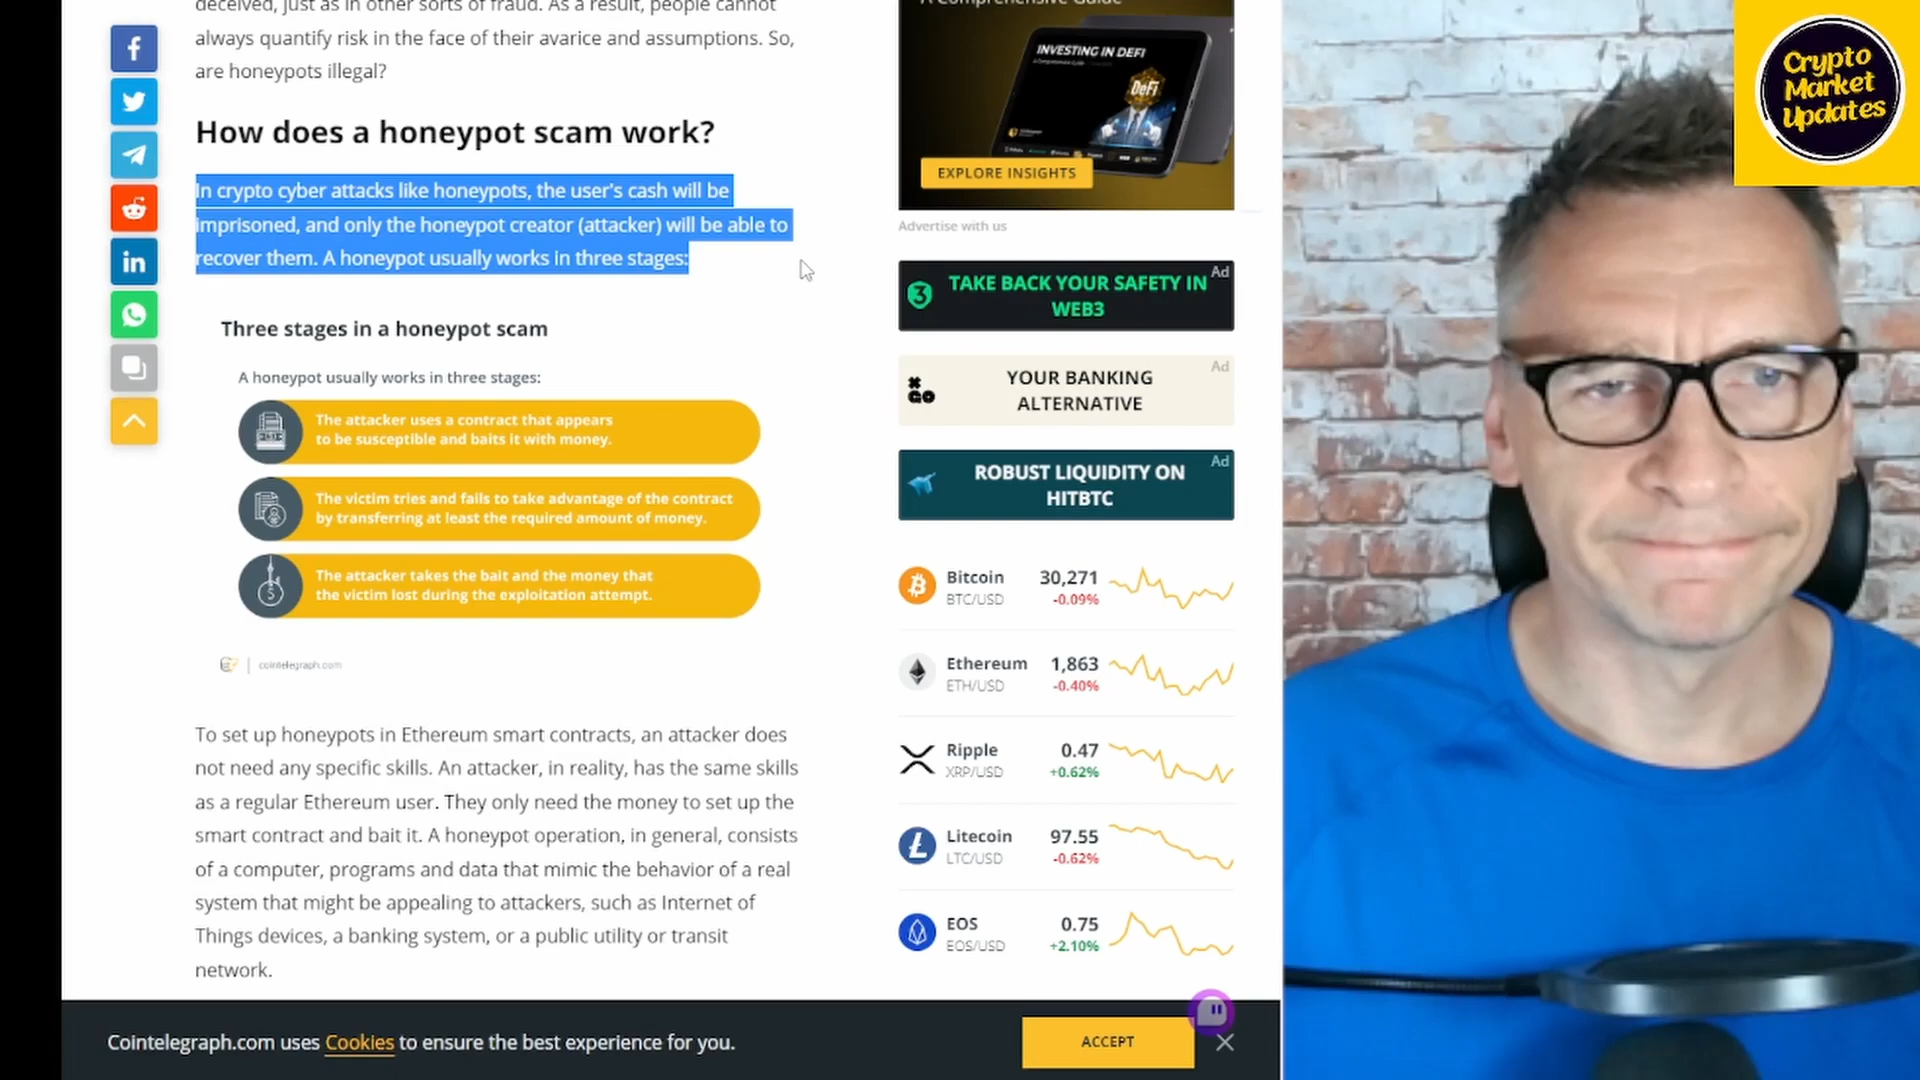 deceived, just as in other sorts of fraud. As a result, people cannot
always quantify risk in the face of their avarice and assumptions. So,
are honeypots illegal?
How does a honeypot scam work?
In crypto cyber attacks like honeypots, the user's cash will be
imprisoned, and only the honeypot creator (attacker) will be able to
recover them. A honeypot usually works in three stages:
Three stages in a honeypot scam
A honeypot usually works in three stages:
The attacker uses a contract that appears
to be susceptible and baits it with money.
The victim tries and fails to take advantage of the contract
by transferring at least the required amount of money.
The attacker takes the bait and the money that
the victim lost during the exploitation attempt.
cointelegraph.com
To set up honeypots in Ethereum smart contracts, an attacker does
not need any specific skills. An attacker, in reality, has the same skills
as a regular Ethereum user. They only need the money to set up the
smart contract and bait it. A honeypot operation, in general, consists
of a computer, programs and data that mimic the behavior of a real
system that might be appealing to attackers, such as Internet of
Things devices, a banking system, or a public utility or transit
network.
A Comprehensive Guide
INVESTING IN DEFI
DeFi
EXPLORE INSIGHTS
Advertise with us
Ad
TAKE BACK YOUR SAFETY IN
WEB3
Ad
YOUR BANKING
ALTERNATIVE
Ad
ROBUST LIQUIDITY ON
HITBTC
Bitcoin 30,271
BTC/USD -0.09%
Ethereum 1,863
ETH/USD -0.40%
Ripple 0.47
XRP/USD +0.62%
Litecoin 97.55
LTC/USD -0.62%
EOS 0.75
EOS/USD +2.10%
Cointelegraph.com uses Cookies to ensure the best experience for you.
ACCEPT
Crypto
Market
Updates